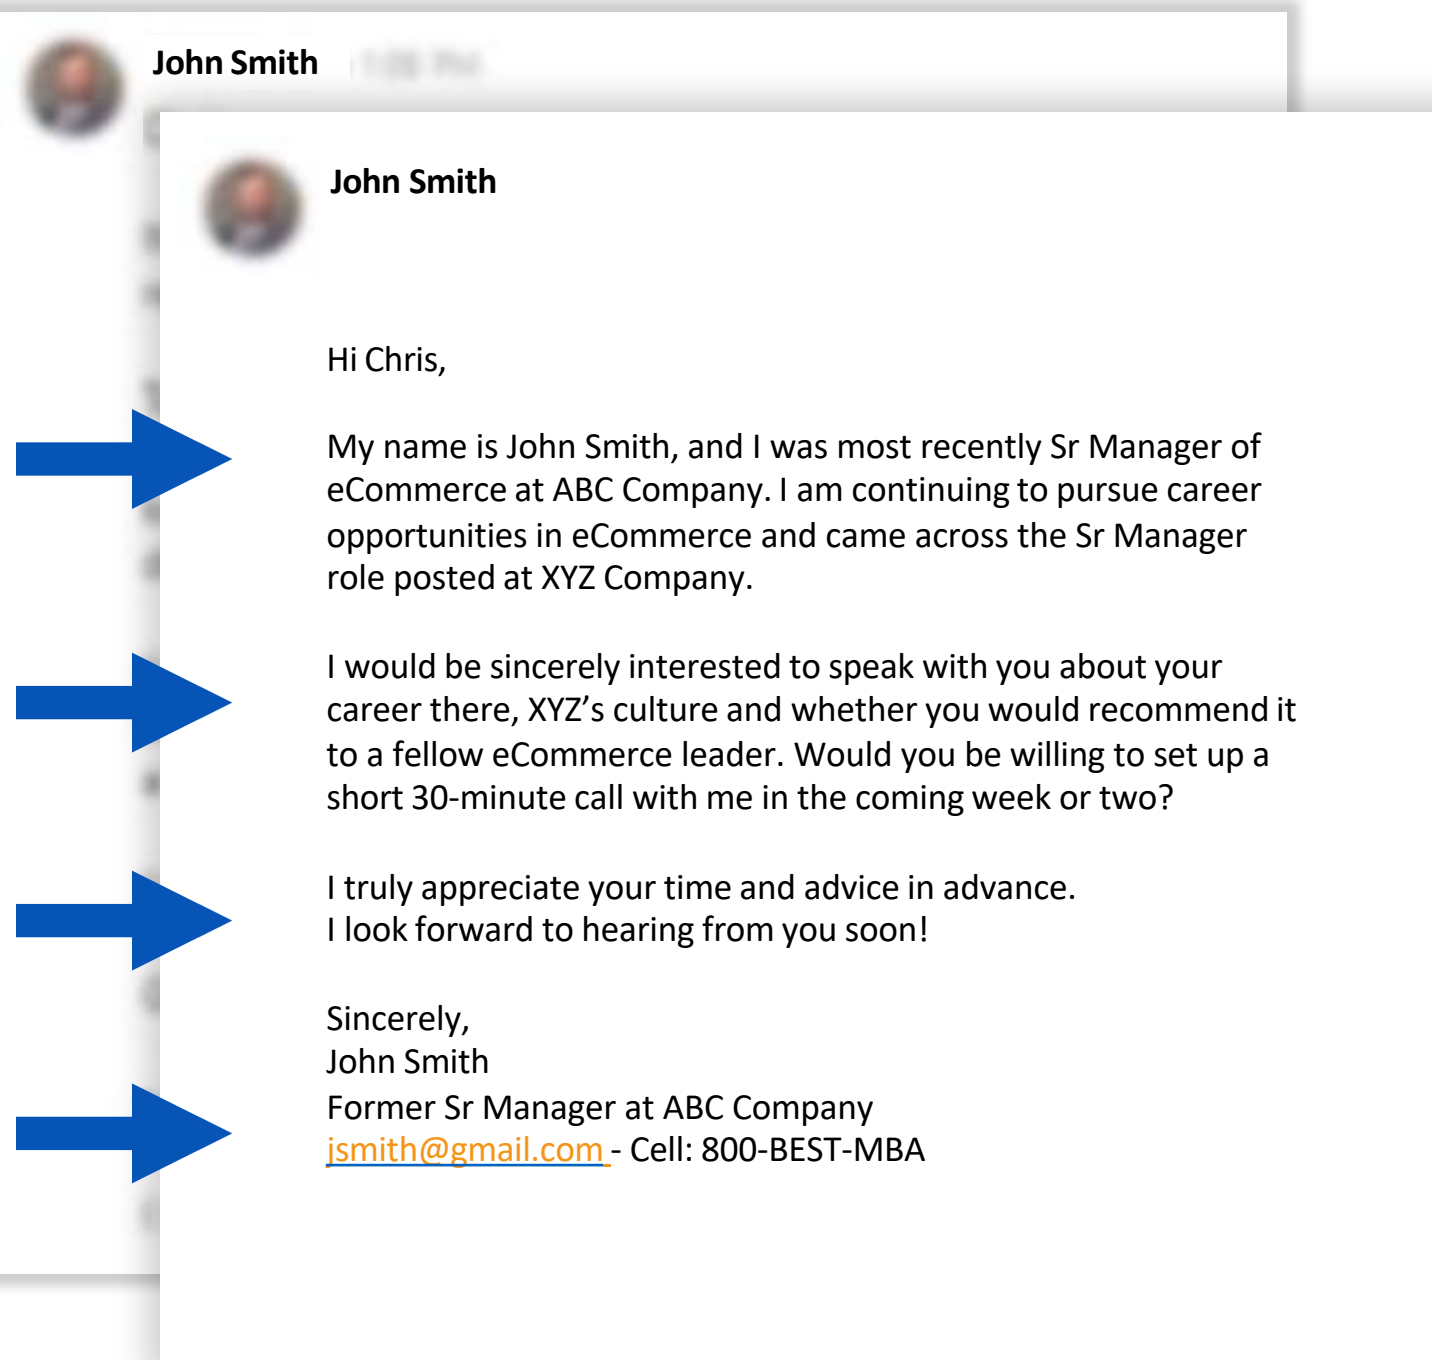 John Smith
John Smith
Hi Chris,
My name is John Smith, and I was most recently Sr Manager of
eCommerce at ABC Company. I am continuing to pursue career
opportunities in eCommerce and came across the Sr Manager
role posted at XYZ Company.
I would be sincerely interested to speak with you about your
career there, XYZ’s culture and whether you would recommend it
to a fellow eCommerce leader. Would you be willing to set up a
short 30-minute call with me in the coming week or two?
I truly appreciate your time and advice in advance.
I look forward to hearing from you soon!
Sincerely,
John Smith
Former Sr Manager at ABC Company
jsmith@gmail.com - Cell: 800-BEST-MBA